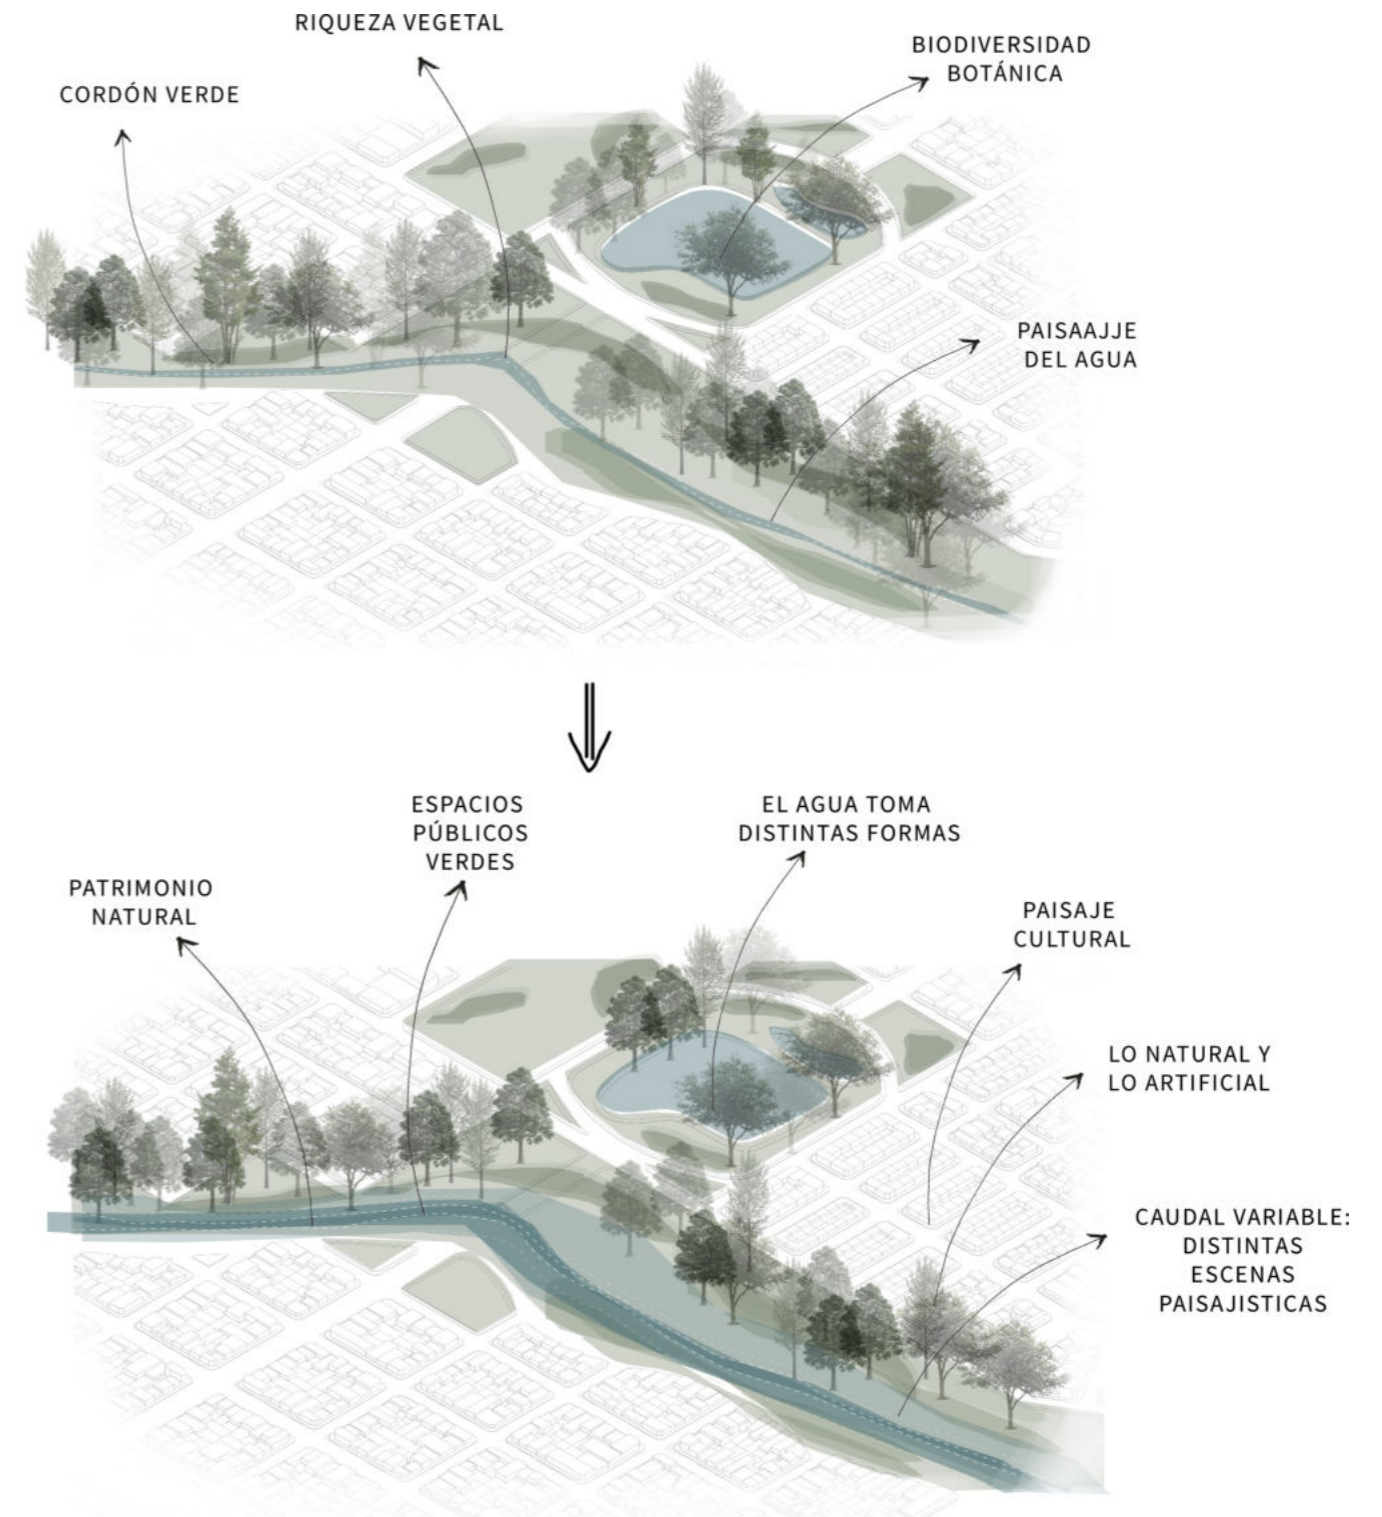 RIQUEZA VEGETAL
BIODIVERSIDAD
BOTÁNICA
CORDÓN VERDE
PAISAAJJE
DEL AGUA
ESPACIOS
PÚBLICOS
VERDES
EL AGUA TOMA
DISTINTAS FORMAS
PATRIMONIO
NATURAL
PAISAJE
CULTURAL
LO NATURAL Y
LO ARTIFICIAL
CAUDAL VARIABLE:
DISTINTAS
ESCENAS
PAISAJISTICAS